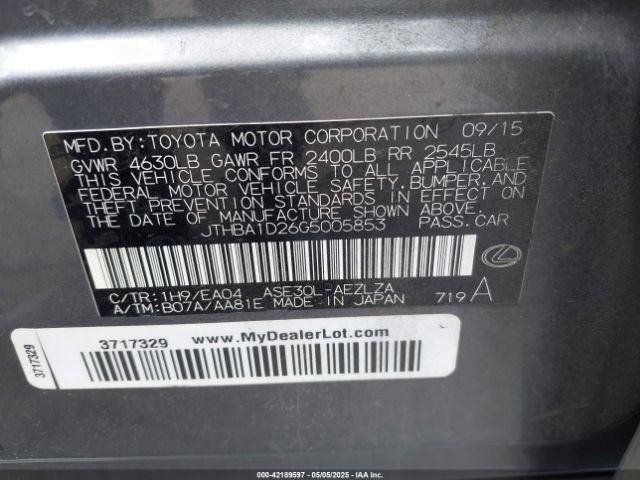 MFD. BY: TOYOTA MOTOR CORPORATION 09/15
GVWR 4630LB GAWR FR 2400LB RR 2545LB
THIS VEHICLE CONFORMS TO ALL APPLICABLE
FEDERAL MOTOR VEHICLE SAFETY, BUMPER, AND
THEFT PREVENTION STANDARDS IN EFFECT ON
THE DATE OF MANUFACTURE SHOWN ABOVE.
JTHBA1D26G5005853 PASS. CAR
C/TR: 1H9/EA04 ASE30L-AEZLZA
A/TM: B07A/AA81E MADE IN JAPAN 719 A
3717329
3717329 www.MyDealerLot.com
000-42189597 - 05/05/2025 - IAAI.COM